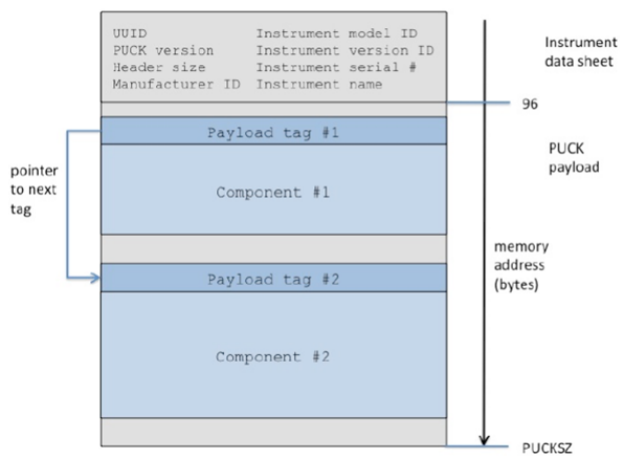 UUID Instrument model ID
PUCK version Instrument version ID
Header size Instrument serial #
Manufacturer ID Instrument name
Instrument
data sheet
96
Payload tag #1
PUCK
payload
pointer
to next
tag
Component #1
memory
address
(bytes)
Payload tag #2
Component #2
PUCKSZ